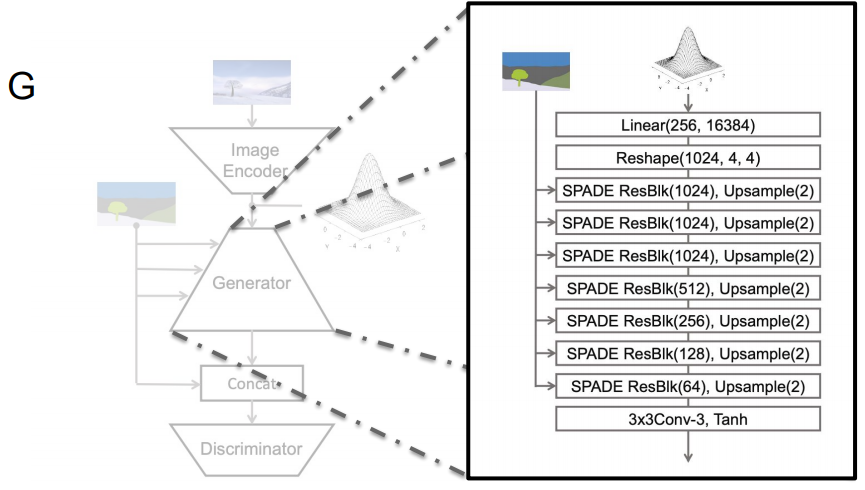 G
Image
Encoder
Generator
Concat
Discriminator
Linear(256, 16384)
Reshape(1024, 4, 4)
SPADE ResBlk(1024), Upsample(2)
SPADE ResBlk(1024), Upsample(2)
SPADE ResBlk(1024), Upsample(2)
SPADE ResBlk(512), Upsample(2)
SPADE ResBlk(256), Upsample(2)
SPADE ResBlk(128), Upsample(2)
SPADE ResBlk(64), Upsample(2)
3x3Conv-3, Tanh